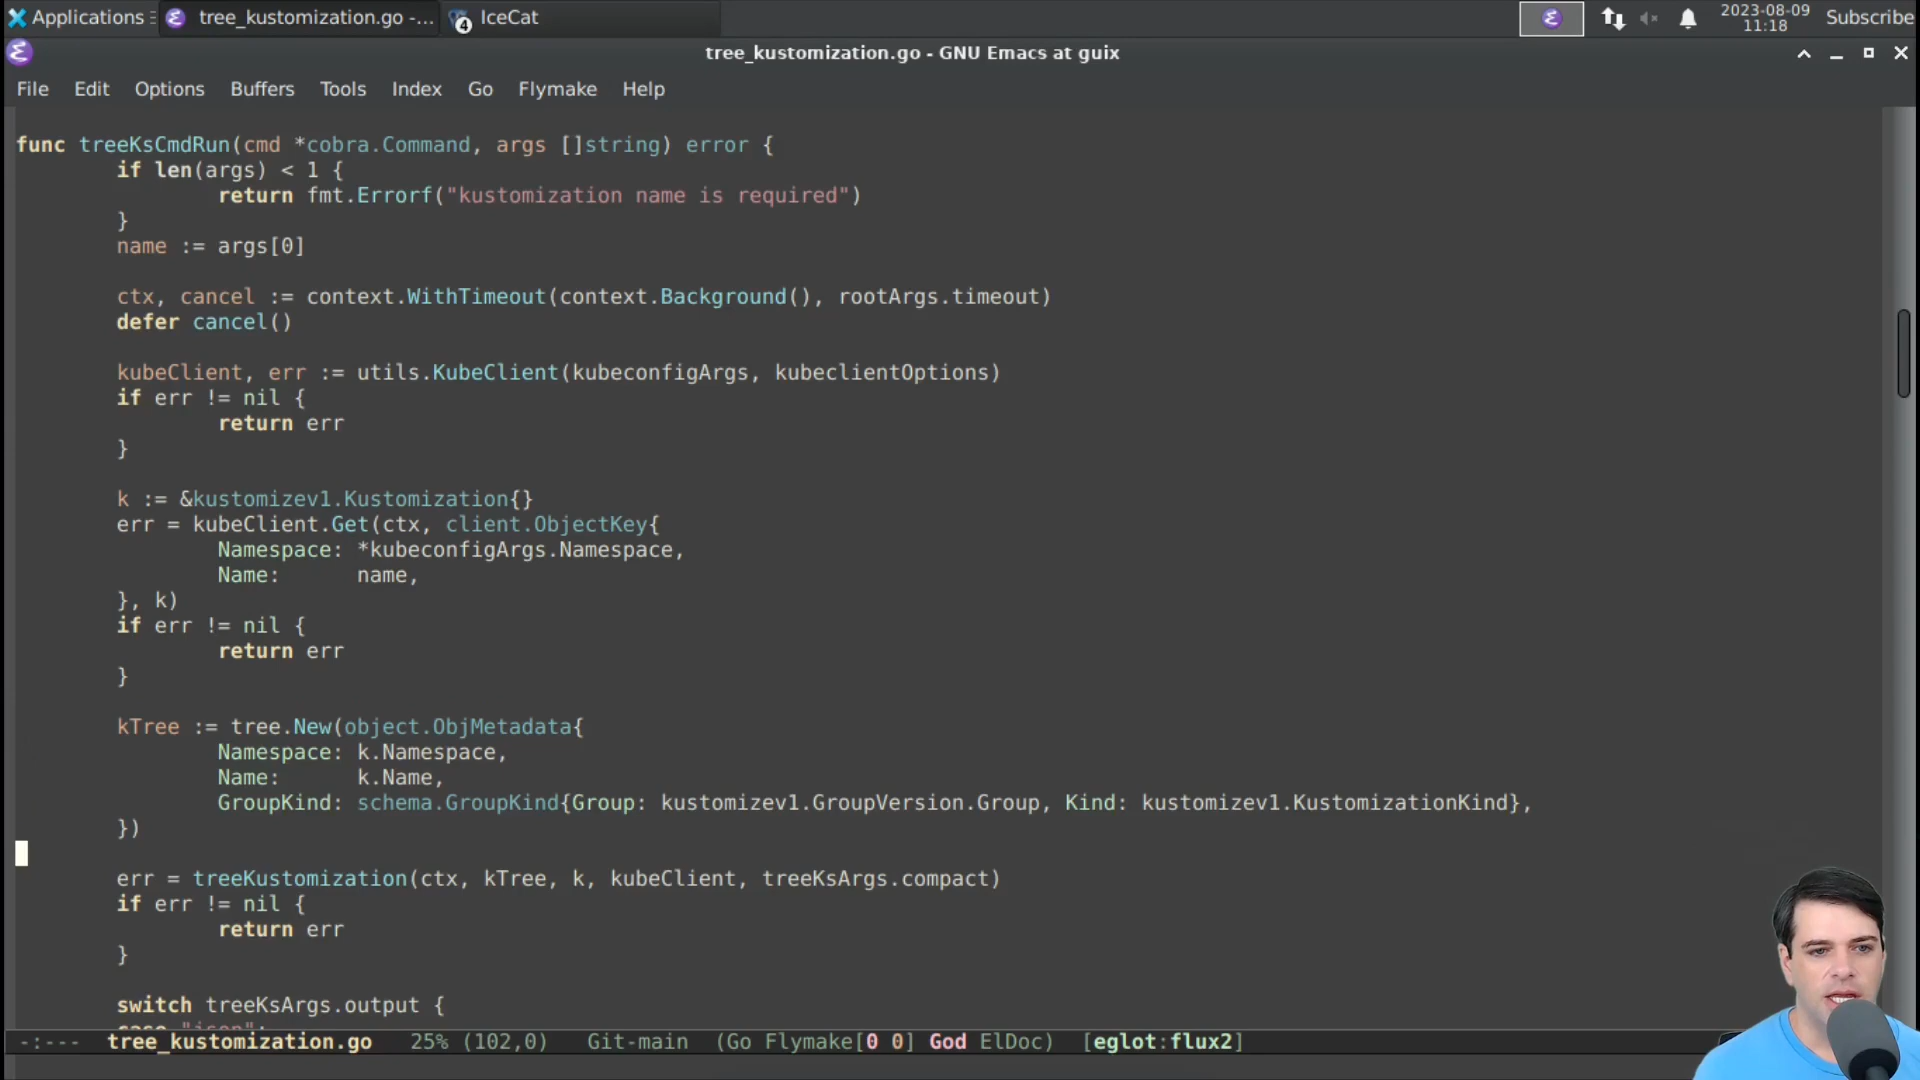 Applications
tree_kustomization.go -...
4
IceCat
2023-08-09
11:18
Subscribe
tree_kustomization.go - GNU Emacs at guix
File Edit Options Buffers Tools Index Go Flymake Help
func treeKsCmdRun(cmd *cobra.Command, args []string) error {
if len(args) < 1 {
return fmt.Errorf("kustomization name is required")
}
name := args[0]
ctx, cancel := context.WithTimeout(context.Background(), rootArgs.timeout)
defer cancel()
kubeClient, err := utils.KubeClient(kubeconfigArgs, kubeclientOptions)
if err != nil {
return err
}
k := &kustomizev1.Kustomization{}
err = kubeClient.Get(ctx, client.ObjectKey{
Namespace: *kubeconfigArgs.Namespace,
Name: name,
}, k)
if err != nil {
return err
}
kTree := tree.New(object.ObjMetadata{
Namespace: k.Namespace,
Name: k.Name,
GroupKind: schema.GroupKind{Group: kustomizev1.GroupVersion.Group, Kind: kustomizev1.KustomizationKind},
})
err = treeKustomization(ctx, kTree, k, kubeClient, treeKsArgs.compact)
if err != nil {
return err
}
switch treeKsArgs.output {
case "json":
-:--- tree_kustomization.go 25% (102,0) Git-main (Go Flymake[0 0] God ElDoc) [eglot:flux2]